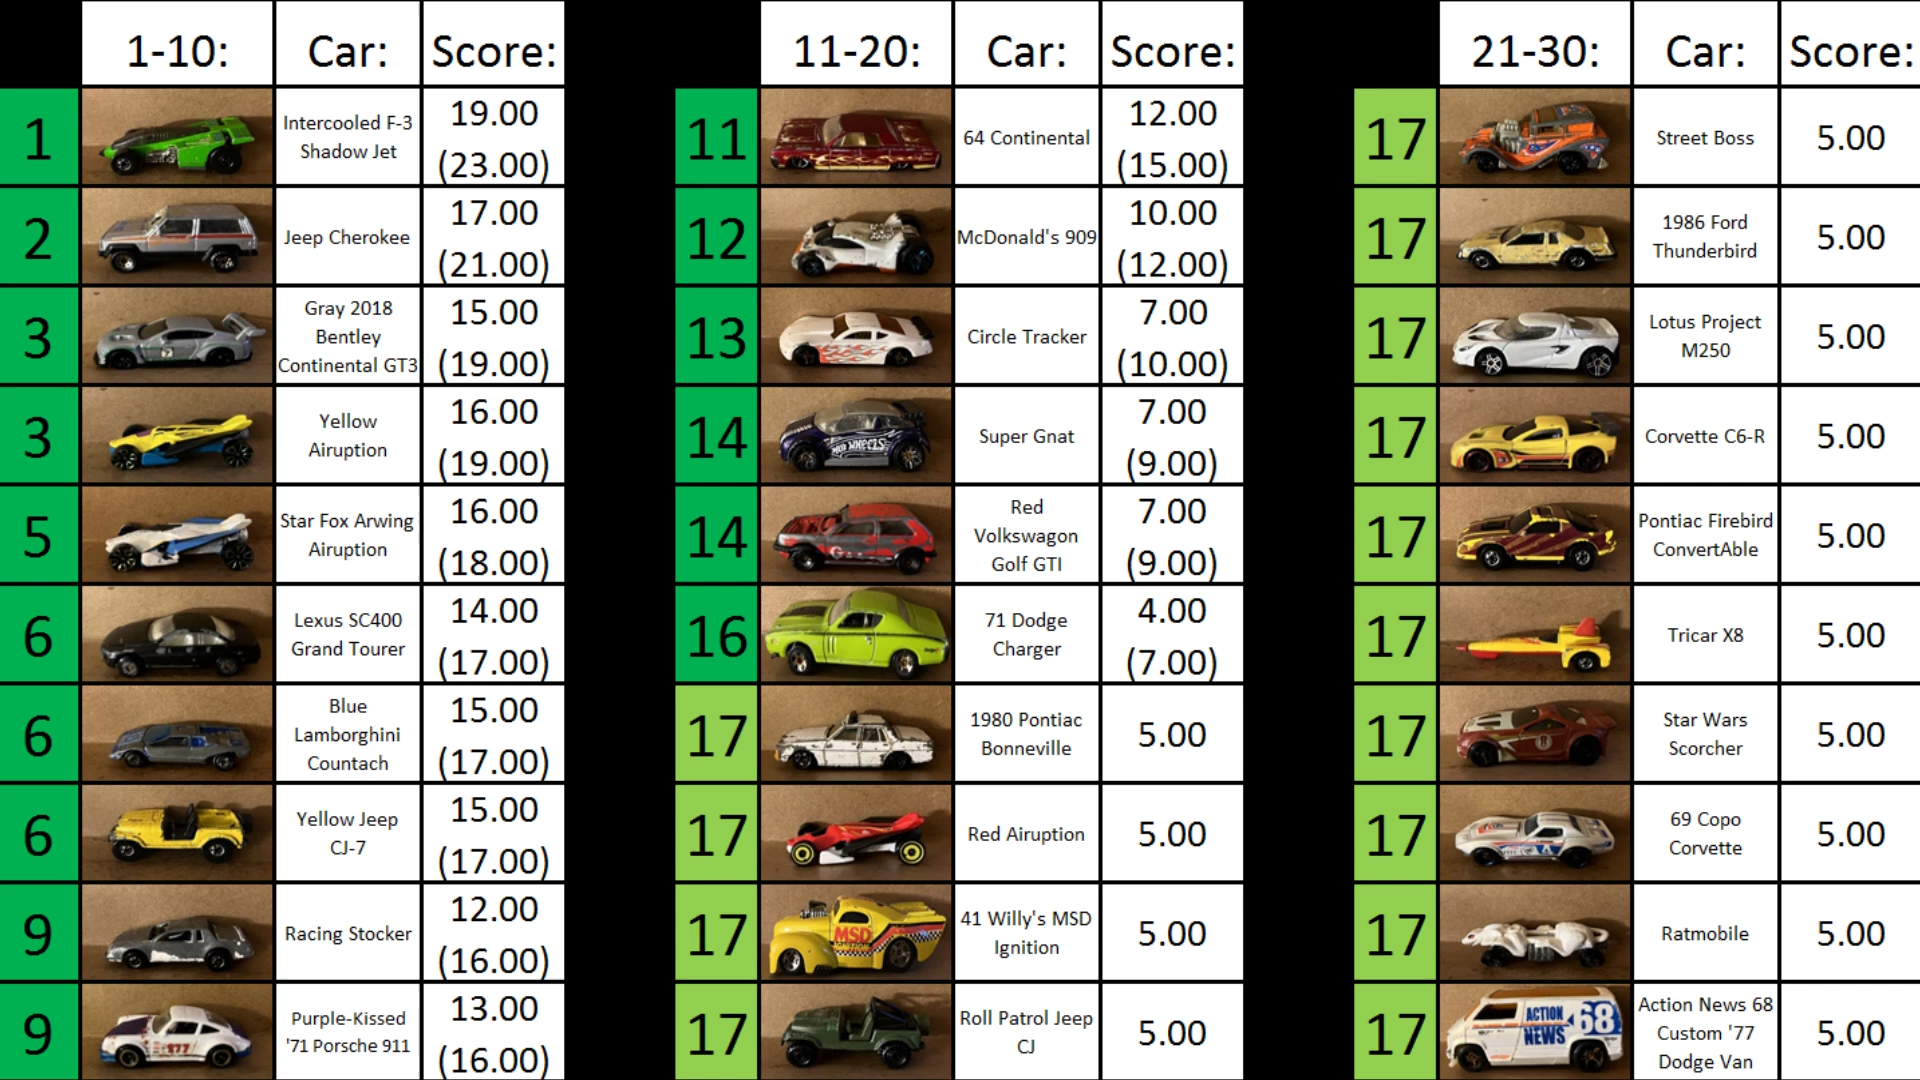 1-10: Car: Score:
1 Intercooled F-3 Shadow Jet 19.00 (23.00)
2 Jeep Cherokee 17.00 (21.00)
3 Gray 2018 Bentley Continental GT3 15.00 (19.00)
3 Yellow Airuption 16.00 (19.00)
5 Star Fox Arwing Airuption 16.00 (18.00)
6 Lexus SC400 Grand Tourer 14.00 (17.00)
6 Blue Lamborghini Countach 15.00 (17.00)
6 Yellow Jeep CJ-7 15.00 (17.00)
9 Racing Stocker 12.00 (16.00)
9 Purple-Kissed '71 Porsche 911 13.00 (16.00)
11-20: Car: Score:
11 64 Continental 12.00 (15.00)
12 McDonald's 909 10.00 (12.00)
13 Circle Tracker 7.00 (10.00)
14 Super Gnat 7.00 (9.00)
HOT WHEELS
14 Red Volkswagon Golf GTI 7.00 (9.00)
16 71 Dodge Charger 4.00 (7.00)
17 1980 Pontiac Bonneville 5.00
17 Red Airuption 5.00
17 41 Willy's MSD Ignition 5.00
MSD
17 Roll Patrol Jeep CJ 5.00
21-30: Car: Score:
17 Street Boss 5.00
17 1986 Ford Thunderbird 5.00
17 Lotus Project M250 5.00
17 Corvette C6-R 5.00
17 Pontiac Firebird ConvertAble 5.00
17 Tricar X8 5.00
17 Star Wars Scorcher 5.00
17 69 Copo Corvette 5.00
17 Ratmobile 5.00
17 Action News 68 Custom '77 Dodge Van 5.00
ACTION NEWS 68